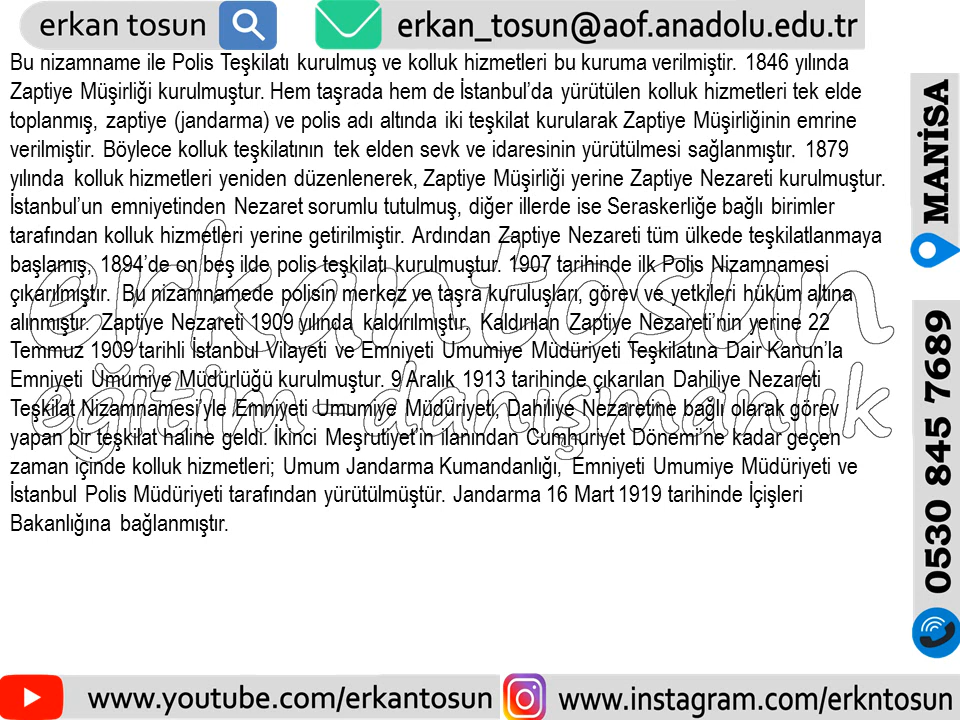 erkan tosun
erkan_tosun@aof.anadolu.edu.tr
Bu nizamname ile Polis Teşkilatı kurulmuş ve kolluk hizmetleri bu kuruma verilmiştir. 1846 yılında
Zaptiye Müşirliği kurulmuştur. Hem taşrada hem de İstanbul’da yürütülen kolluk hizmetleri tek elde
toplanmış, zaptiye (jandarma) ve polis adı altında iki teşkilat kurularak Zaptiye Müşirliğinin emrine
verilmiştir. Böylece kolluk teşkilatının tek elden sevk ve idaresinin yürütülmesi sağlanmıştır. 1879
yılında kolluk hizmetleri yeniden düzenlenerek, Zaptiye Müşirliği yerine Zaptiye Nezareti kurulmuştur.
İstanbul’un emniyetinden Nezaret sorumlu tutulmuş, diğer illerde ise Seraskerliğe bağlı birimler
tarafından kolluk hizmetleri yerine getirilmiştir. Ardından Zaptiye Nezareti tüm ülkede teşkilatlanmaya
başlamış, 1894’de on beş ilde polis teşkilatı kurulmuştur. 1907 tarihinde ilk Polis Nizamnamesi
çıkarılmıştır. Bu nizamnamede polisin merkez ve taşra kuruluşları, görev ve yetkileri hüküm altına
alınmıştır. Zaptiye Nezareti 1909 yılında kaldırılmıştır. Kaldırılan Zaptiye Nezareti’nin yerine 22
Temmuz 1909 tarihli İstanbul Vilayeti ve Emniyeti Umumiye Müdüriyeti Teşkilatına Dair Kanun’la
Emniyeti Umumiye Müdürlüğü kurulmuştur. 9 Aralık 1913 tarihinde çıkarılan Dahiliye Nezareti
Teşkilat Nizamnamesi’yle Emniyeti Umumiye Müdüriyeti, Dahiliye Nezaretine bağlı olarak görev
yapan bir teşkilat haline geldi. İkinci Meşrutiyet’in ilanından Cumhuriyet Dönemi’ne kadar geçen
zaman içinde kolluk hizmetleri; Umum Jandarma Kumandanlığı, Emniyeti Umumiye Müdüriyeti ve
İstanbul Polis Müdüriyeti tarafından yürütülmüştür. Jandarma 16 Mart 1919 tarihinde İçişleri
Bakanlığına bağlanmıştır.
erkantosun
eğitim - danışmanlık
MANİSA
0530 845 7689
www.youtube.com/erkantosun
www.instagram.com/erkntosun